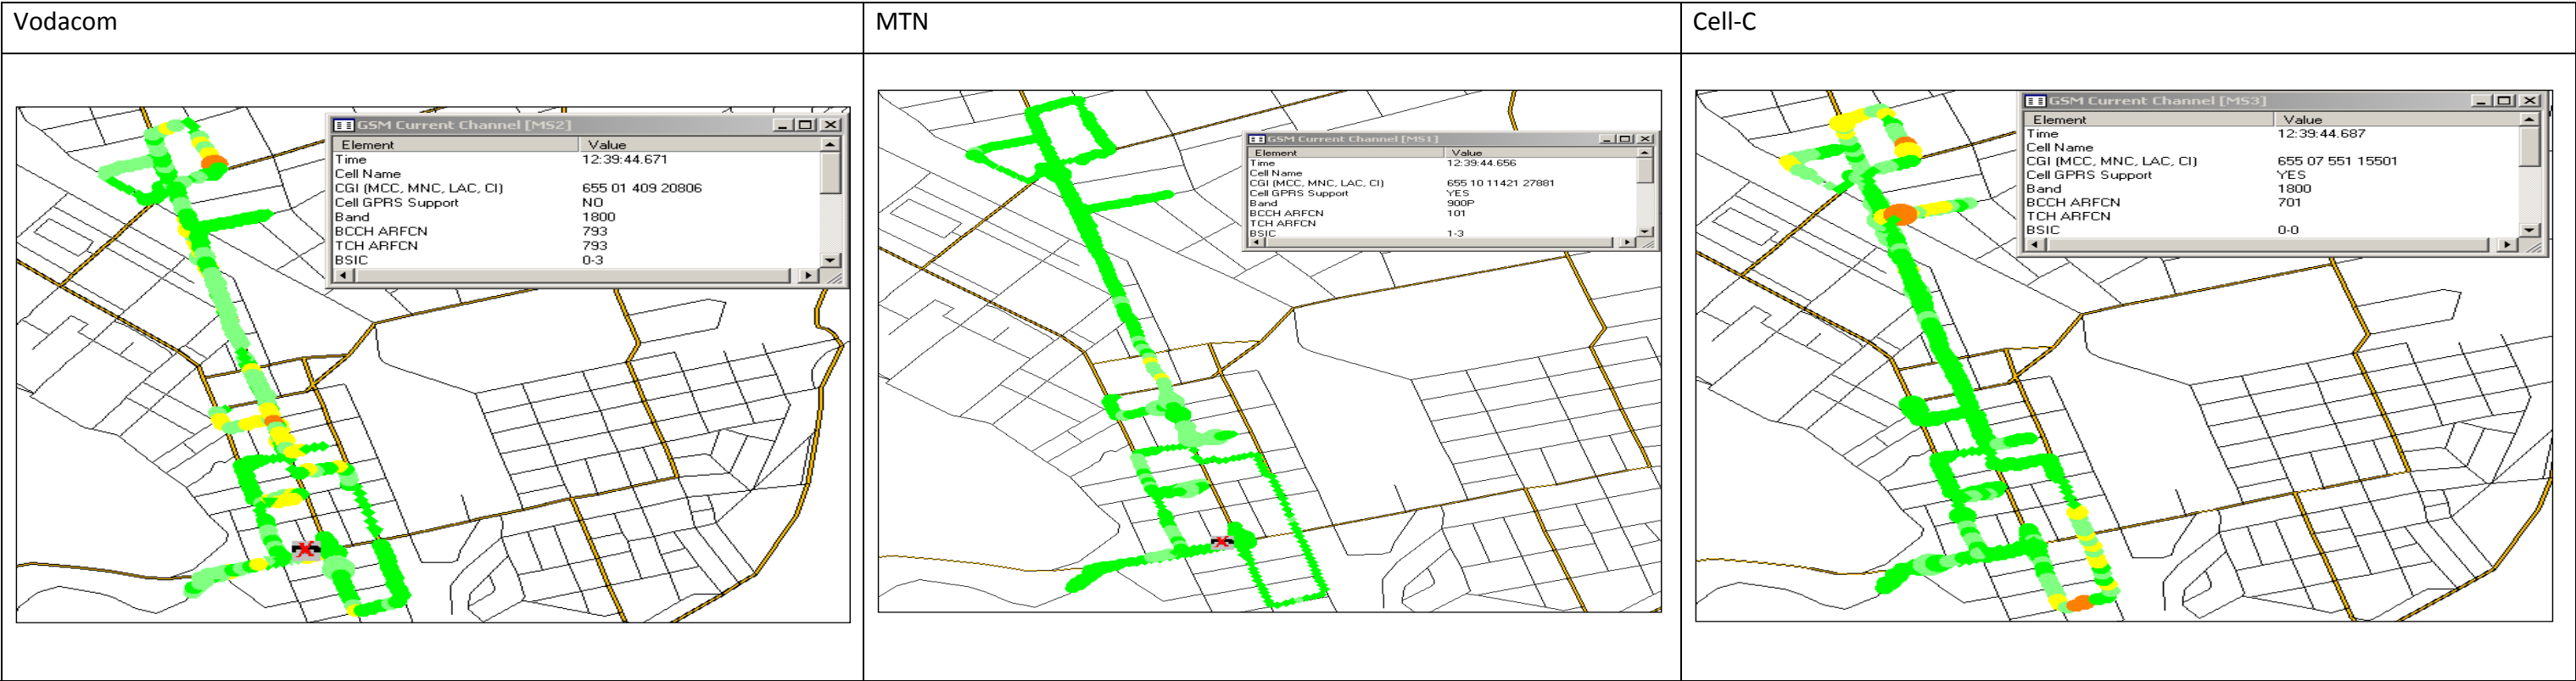 Vodacom
MTN
Cell-C
GSM Current Channel [MS2]
Element Value
Time 12:39:44.671
Cell Name
CGI (MCC, MNC, LAC, CI) 655 01 409 20806
Cell GPRS Support NO
Band 1800
BCCH ARFCN 793
TCH ARFCN 793
BSIC 0-3
GSM Current Channel [MS1]
Element Value
Time 12:39:44.656
Cell Name
CGI (MCC, MNC, LAC, CI) 655 10 11421 27881
Cell GPRS Support YES
Band 900P
BCCH ARFCN 101
TCH ARFCN
BSIC 1-3
GSM Current Channel [MS3]
Element Value
Time 12:39:44.687
Cell Name
CGI (MCC, MNC, LAC, CI) 655 07 551 15501
Cell GPRS Support YES
Band 1800
BCCH ARFCN 701
TCH ARFCN
BSIC 0-0